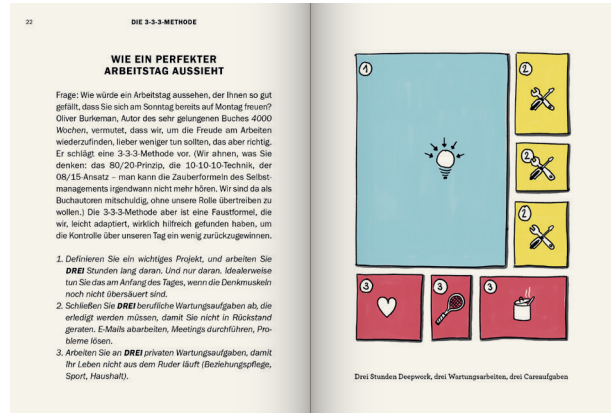 22
DIE 3-3-3-METHODE
WIE EIN PERFEKTER
ARBEITSTAG AUSSIEHT
Frage: Wie würde ein Arbeitstag aussehen, der Ihnen so gut
gefällt, dass Sie sich am Sonntag bereits auf Montag freuen?
Oliver Burkeman, Autor des sehr gelungenen Buches 4000
Wochen, vermutet, dass wir, um die Freude am Arbeiten
wiederzufinden, lieber weniger tun sollten, das aber richtig.
Er schlägt eine 3-3-3-Methode vor. (Wir ahnen, was Sie
denken: das 80/20-Prinzip, die 10-10-10-Technik, der
08/15-Ansatz – man kann die Zauberformeln des Selbst-
managements irgendwann nicht mehr hören. Wir sind da als
Buchautoren mitschuldig, ohne unsere Rolle übertreiben zu
wollen.) Die 3-3-3-Methode aber ist eine Faustformel, die
wir, leicht adaptiert, wirklich hilfreich gefunden haben, um
die Kontrolle über unseren Tag ein wenig zurückzugewinnen.
1. Definieren Sie ein wichtiges Projekt, und arbeiten Sie
DREI Stunden lang daran. Und nur daran. Idealerweise
tun Sie das am Anfang des Tages, wenn die Denkmuskeln
noch nicht übersäuert sind.
2. Schließen Sie DREI berufliche Wartungsaufgaben ab, die
erledigt werden müssen, damit Sie nicht in Rückstand
geraten. E-Mails abarbeiten, Meetings durchführen, Pro-
bleme lösen.
3. Arbeiten Sie an DREI privaten Wartungsaufgaben, damit
Ihr Leben nicht aus dem Ruder läuft (Beziehungspflege,
Sport, Haushalt).
1
2
2
2
3
3
3
Drei Stunden Deepwork, drei Wartungsarbeiten, drei Careaufgaben